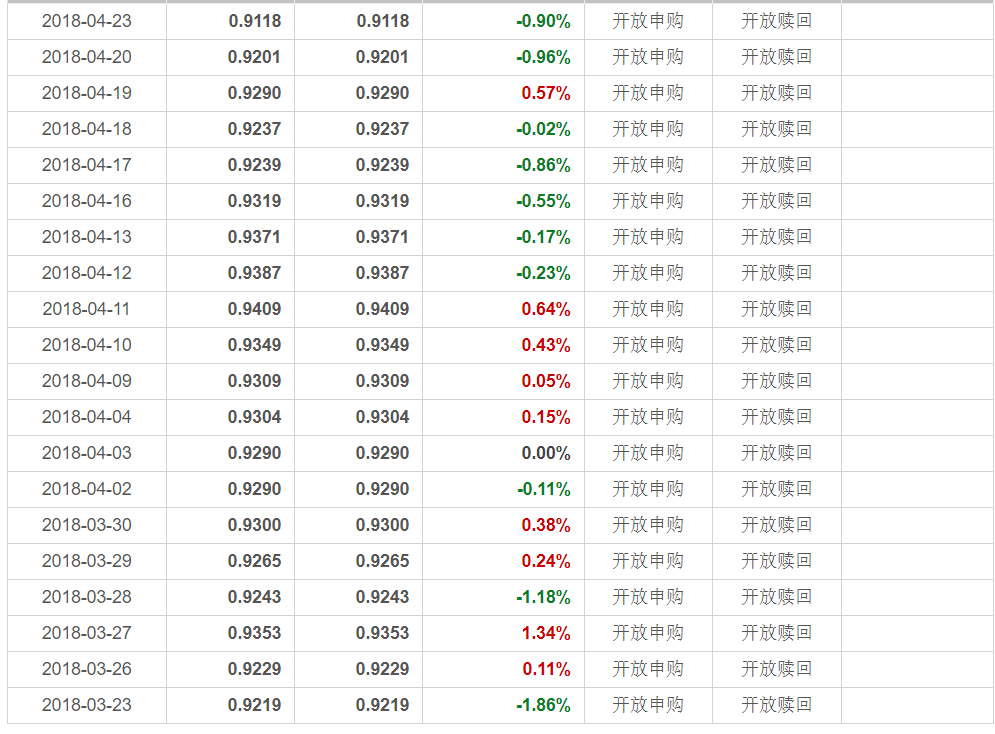 2018-04-23 0.9118 0.9118 -0.90% 开放申购 开放赎回
2018-04-20 0.9201 0.9201 -0.96% 开放申购 开放赎回
2018-04-19 0.9290 0.9290 0.57% 开放申购 开放赎回
2018-04-18 0.9237 0.9237 -0.02% 开放申购 开放赎回
2018-04-17 0.9239 0.9239 -0.86% 开放申购 开放赎回
2018-04-16 0.9319 0.9319 -0.55% 开放申购 开放赎回
2018-04-13 0.9371 0.9371 -0.17% 开放申购 开放赎回
2018-04-12 0.9387 0.9387 -0.23% 开放申购 开放赎回
2018-04-11 0.9409 0.9409 0.64% 开放申购 开放赎回
2018-04-10 0.9349 0.9349 0.43% 开放申购 开放赎回
2018-04-09 0.9309 0.9309 0.05% 开放申购 开放赎回
2018-04-04 0.9304 0.9304 0.15% 开放申购 开放赎回
2018-04-03 0.9290 0.9290 0.00% 开放申购 开放赎回
2018-04-02 0.9290 0.9290 -0.11% 开放申购 开放赎回
2018-03-30 0.9300 0.9300 0.38% 开放申购 开放赎回
2018-03-29 0.9265 0.9265 0.24% 开放申购 开放赎回
2018-03-28 0.9243 0.9243 -1.18% 开放申购 开放赎回
2018-03-27 0.9353 0.9353 1.34% 开放申购 开放赎回
2018-03-26 0.9229 0.9229 0.11% 开放申购 开放赎回
2018-03-23 0.9219 0.9219 -1.86% 开放申购 开放赎回